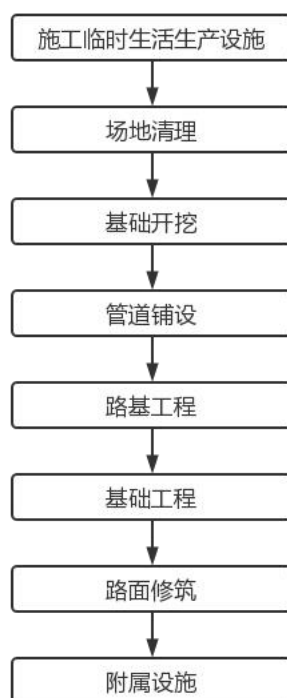 施工临时生活生产设施
场地清理
基础开挖
管道铺设
路基工程
基础工程
路面修筑
附属设施